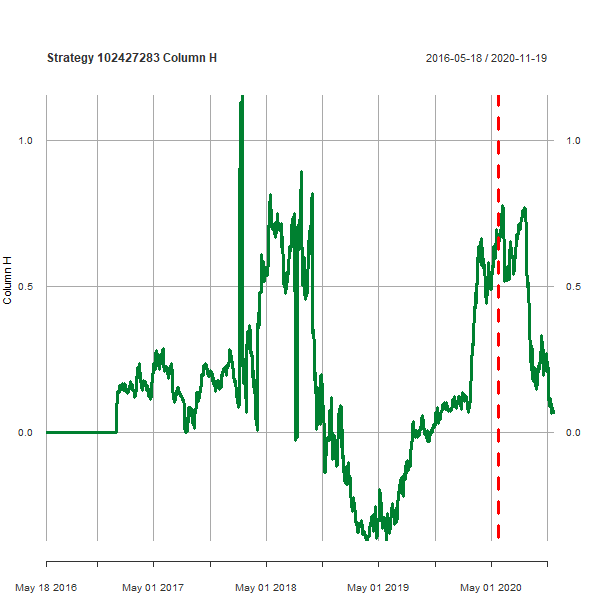 Strategy 102427283 Column H
2016-05-18 / 2020-11-19
1.0
1.0
0.5
0.5
0.0
0.0
Column H
May 18 2016
May 01 2017
May 01 2018
May 01 2019
May 01 2020